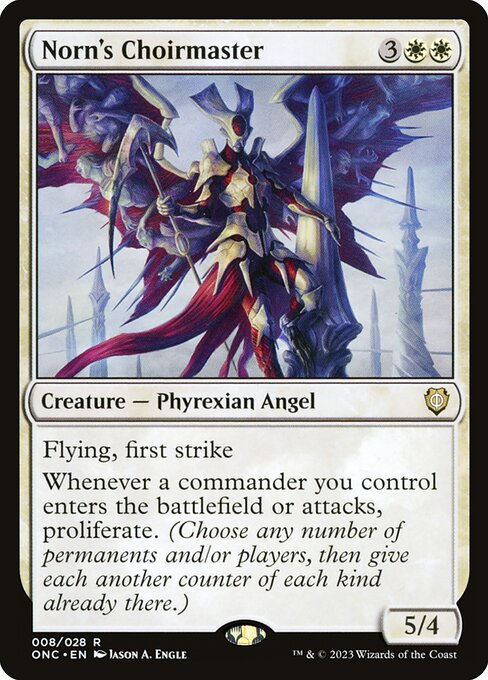 Norn's Choirmaster 3
Creature — Phyrexian Angel
Flying, first strike
Whenever a commander you control
enters the battlefield or attacks,
proliferate. (Choose any number of
permanents and/or players, then give
each another counter of each kind
already there.)
5/4
008/028 R
ONC • EN Jason A. Engle
™ & © 2023 Wizards of the Coast